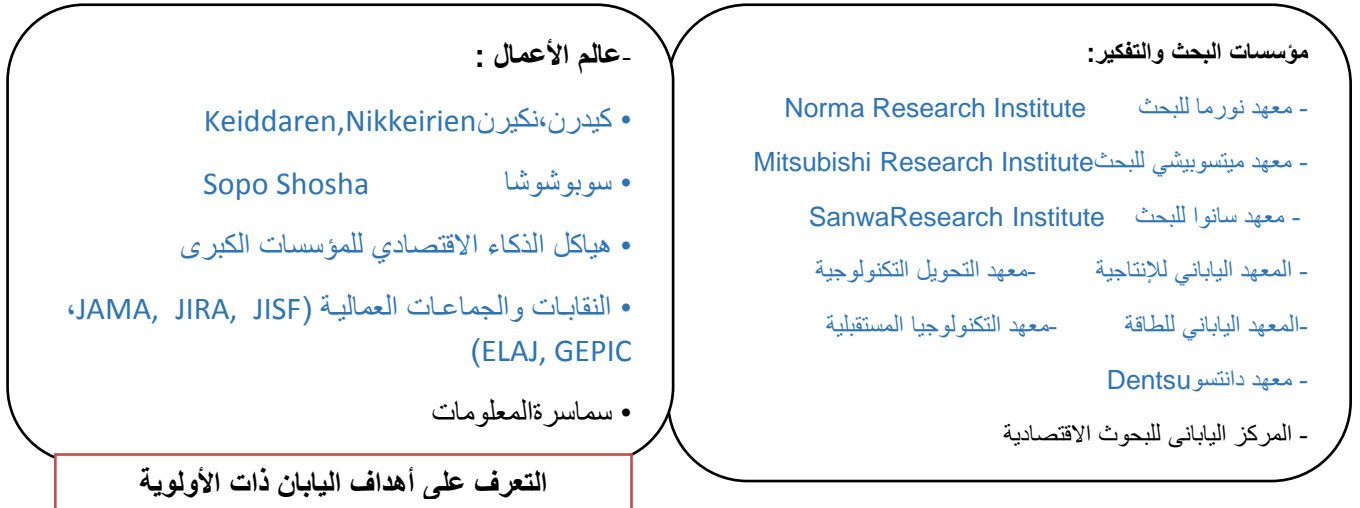 مؤسسات البحث والتفكير:
- معهد نورما للبحث Norma Research Institute
- معهد ميتسوبيشي للبحثMitsubishi Research Institute
- معهد سانوا للبحث SanwaResearch Institute
- المعهد الياباني للإنتاجية -معهد التحويل التكنولوجية
-المعهد الياباني للطاقة -معهد التكنولوجيا المستقبلية
- معهد دانتسوDentsu
- المركز الياباني للبحوث الاقتصادية
-عالم الأعمال :
• كيدرن،نكيرنKeiddaren,Nikkeirien
• سوبوشوشا Sopo Shosha
• هياكل الذكاء الاقتصادي للمؤسسات الكبرى
• النقابات والجماعات العمالية (JAMA, JIRA, JISF،
ELAJ, GEPIC)
• سماسرةالمعلومات
التعرف على أهداف اليابان ذات الأولوية